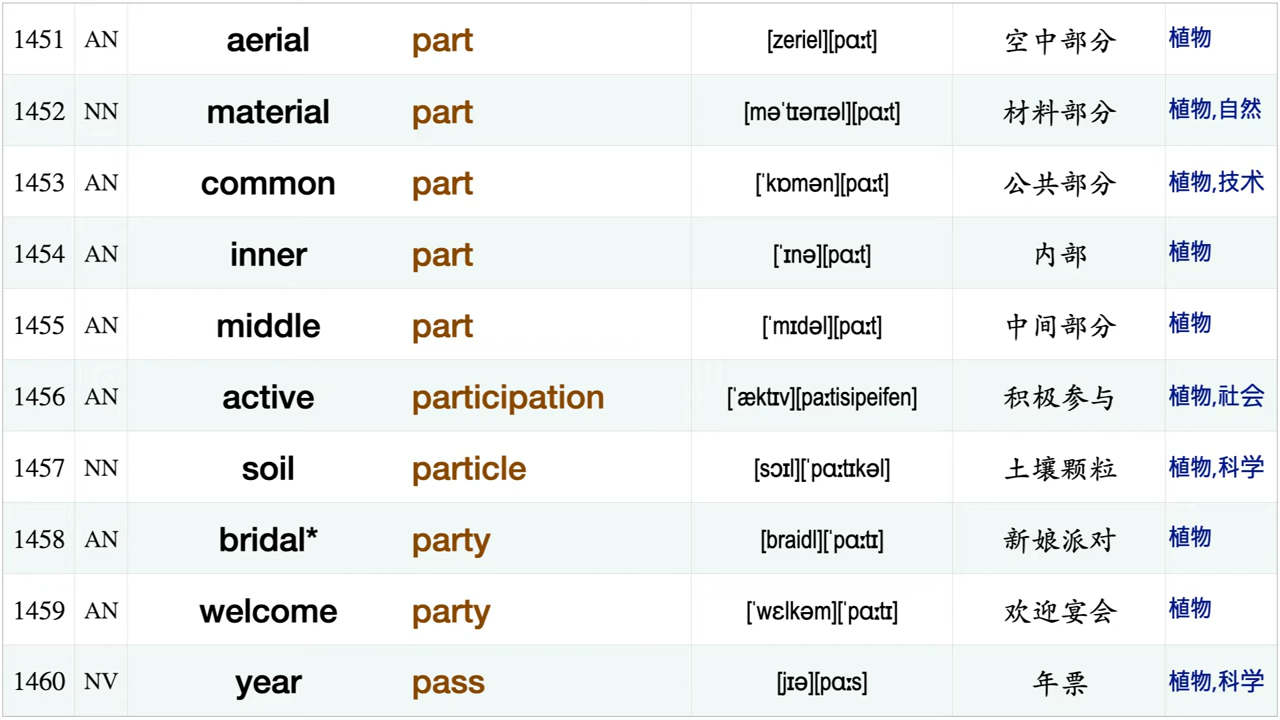 1451 AN aerial part [zeriel][pɑːt] 空中部分 植物
1452 NN material part [məˈtɪərɪəl][pɑːt] 材料部分 植物,自然
1453 AN common part [ˈkɒmən][pɑːt] 公共部分 植物,技术
1454 AN inner part [ˈɪnə][pɑːt] 内部 植物
1455 AN middle part [ˈmɪdəl][pɑːt] 中间部分 植物
1456 AN active participation [ˈæktɪv][paːtisipeifen] 积极参与 植物,社会
1457 NN soil particle [sɔɪl][ˈpɑːtɪkəl] 土壤颗粒 植物,科学
1458 AN bridal* party [braidl][ˈpɑːtɪ] 新娘派对 植物
1459 AN welcome party [ˈwɛlkəm][ˈpɑːtɪ] 欢迎宴会 植物
1460 NV year pass [jɪə][pɑːs] 年票 植物,科学